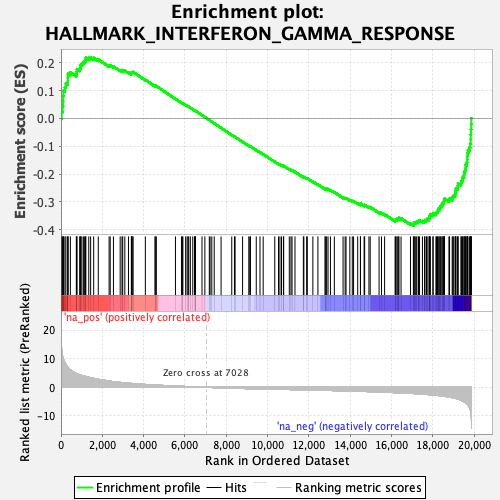 Enrichment plot:
HALLMARK_INTERFERON_GAMMA_RESPONSE
Enrichment score (ES)
0.2
0.1
0.0
-0.1
-0.2
-0.3
-0.4
'na_pos' (positively correlated)
Ranked list metric (PreRanked)
20
10
0
-10
Zero cross at 7028
'na_neg' (negatively correlated)
0
2,000
4,000
6,000
8,000
10,000
12,000
14,000
16,000
18,000
20,000
Rank in Ordered Dataset
Enrichment profile
Hits
Ranking metric scores